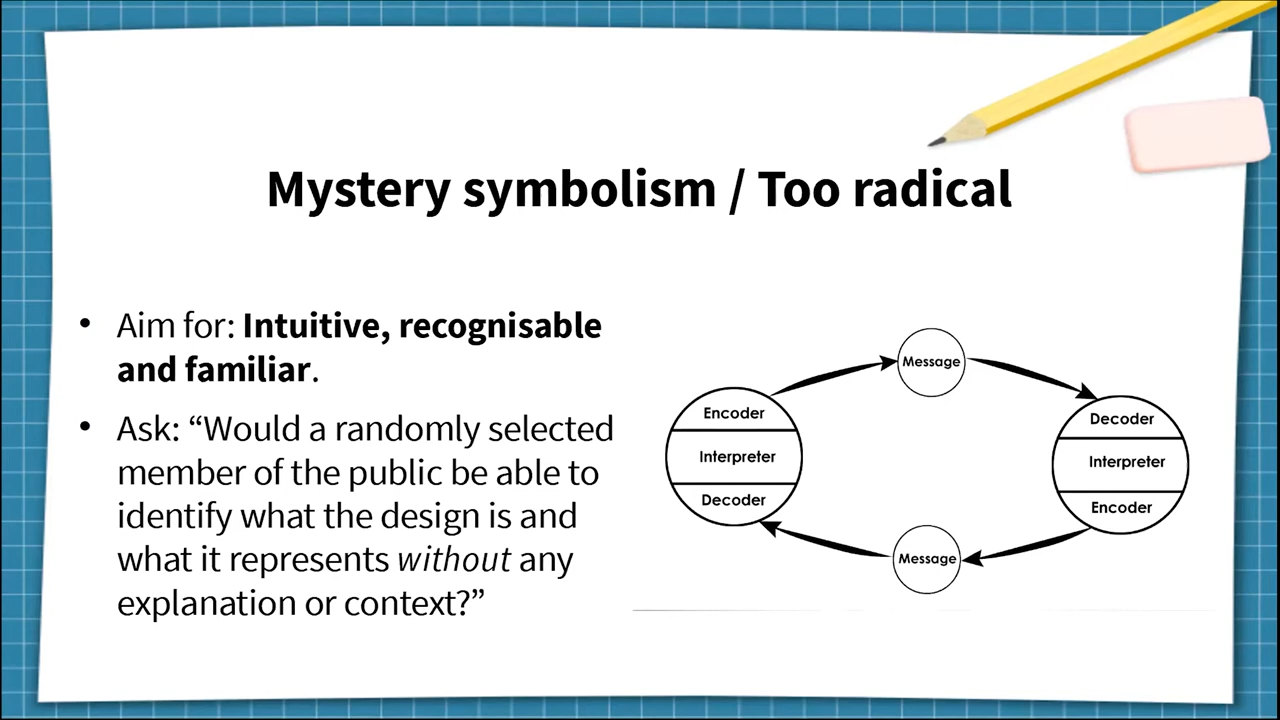 Mystery symbolism / Too radical
• Aim for: Intuitive, recognisable
and familiar.
• Ask: “Would a randomly selected
member of the public be able to
identify what the design is and
what it represents without any
explanation or context?”
Message
Encoder
Interpreter
Decoder
Decoder
Interpreter
Encoder
Message